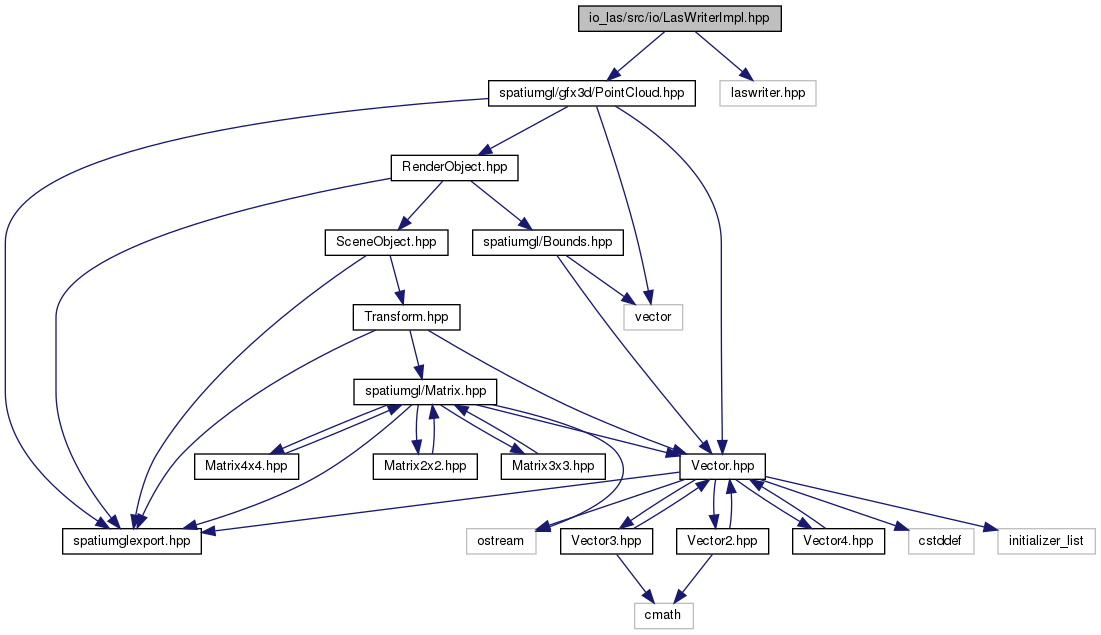 io_las/src/io/LasWriterImpl.hpp
spatiumgl/gfx3d/PointCloud.hpp
laswriter.hpp
RenderObject.hpp
SceneObject.hpp
spatiumgl/Bounds.hpp
Transform.hpp
vector
spatiumgl/Matrix.hpp
Matrix4x4.hpp
Matrix2x2.hpp
Matrix3x3.hpp
Vector.hpp
spatiumglexport.hpp
ostream
Vector3.hpp
Vector2.hpp
Vector4.hpp
cstddef
initializer_list
cmath